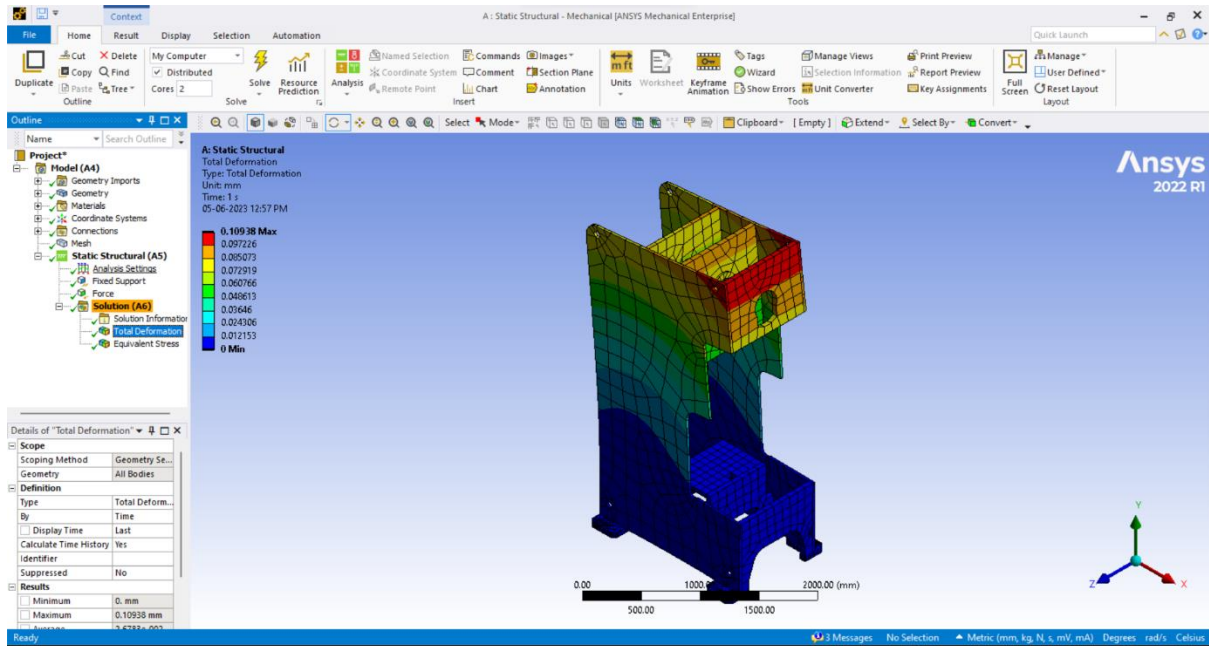 Context
A : Static Structural - Mechanical [ANSYS Mechanical Enterprise]
File Home Result Display Selection Automation
Quick Launch
Duplicate
Cut
Copy
Paste
Delete
Find
Tree
Outline
My Computer
Distributed
Cores 2
Solve
Resource Prediction
Solve
Analysis
Named Selection
Coordinate System
Remote Point
Commands
Comment
Chart
Images
Section Plane
Annotation
Insert
Units
Worksheet
Keyframe Animation
Tags
Wizard
Show Errors
Manage Views
Selection Information
Unit Converter
Print Preview
Report Preview
Key Assignments
Tools
Full Screen
Manage
User Defined
Reset Layout
Layout
Outline
Name
Search Outline
Select Mode Clipboard [ Empty ] Extend Select By Convert
Project*
Model (A4)
Geometry Imports
Geometry
Materials
Coordinate Systems
Connections
Mesh
Static Structural (A5)
Analysis Settings
Fixed Support
Force
Solution (A6)
Solution Informatior
Total Deformation
Equivalent Stress
A: Static Structural
Total Deformation
Type: Total Deformation
Unit: mm
Time: 1 s
05-06-2023 12:57 PM
0.10938 Max
0.097226
0.085073
0.072919
0.060766
0.048613
0.03646
0.024306
0.012153
0 Min
Ansys
2022 R1
Details of "Total Deformation"
Scope
Scoping Method Geometry Se...
Geometry All Bodies
Definition
Type Total Deform...
By Time
Display Time Last
Calculate Time History Yes
Identifier
Suppressed No
Results
Minimum 0. mm
Maximum 0.10938 mm
0.00 1000. 2000.00 (mm)
500.00 1500.00
Y
Z
X
Ready
3 Messages No Selection Metric (mm, kg, N, s, mV, mA) Degrees rad/s Celsius